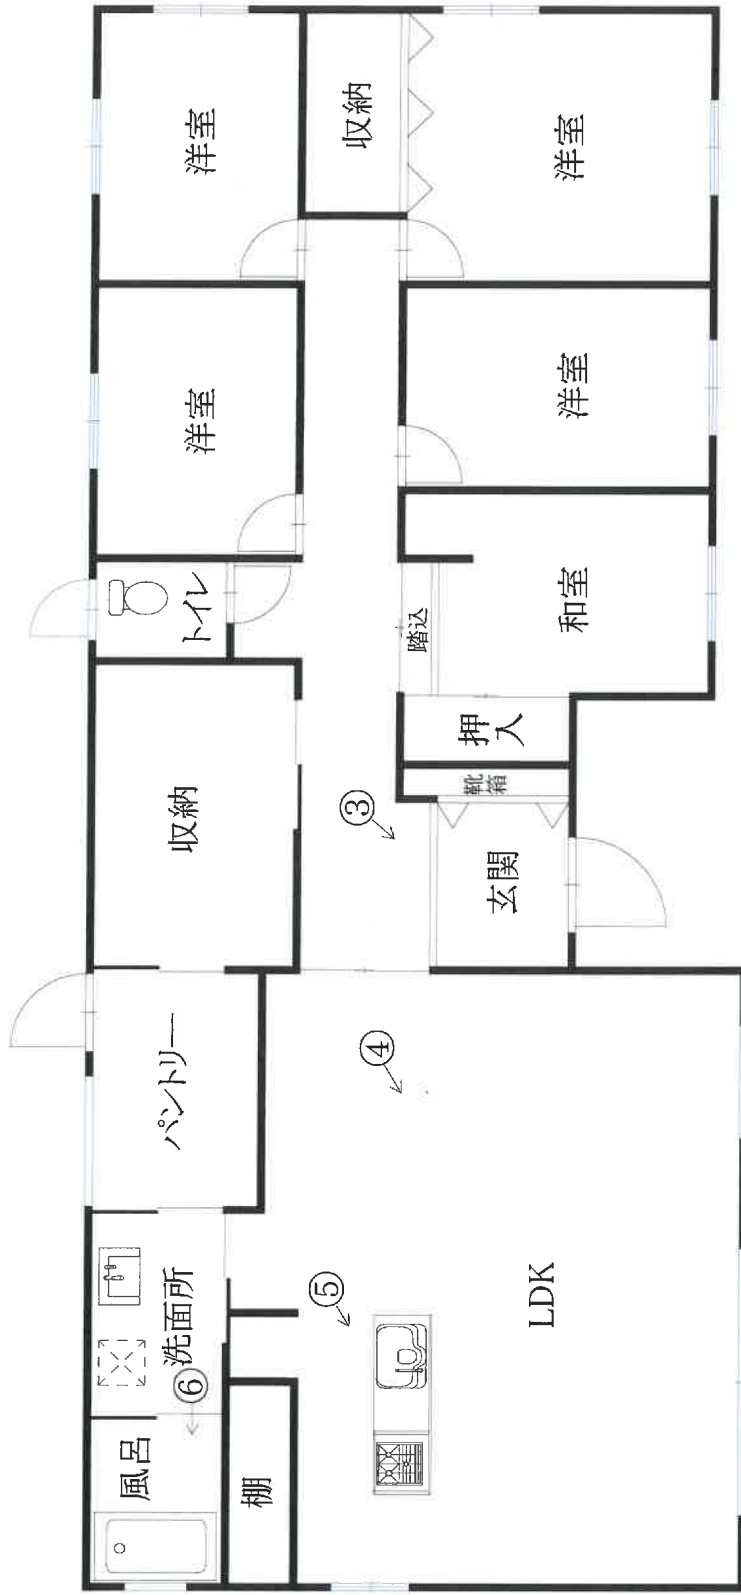 風呂
⑥
洗面所
パントリー
収納
トイレ
洋室
洋室
棚
⑤
④
③
収納
踏込
靴
箱
押
入
玄関
LDK
和室
洋室
洋室